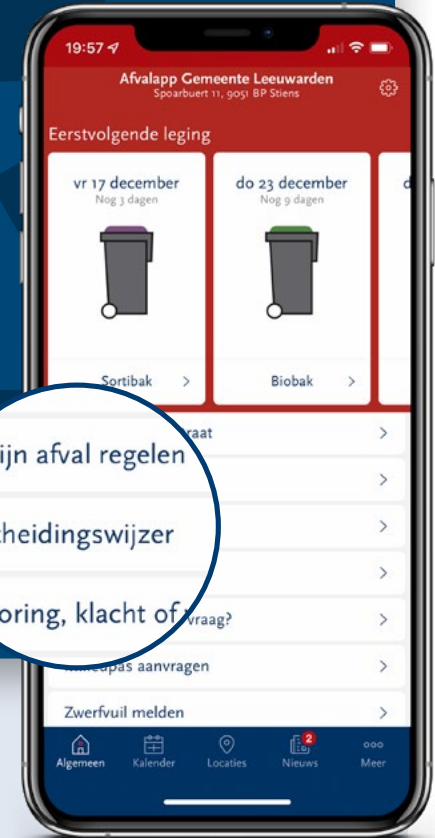 19:57
Afvalapp Gemeente Leeuwarden
Spoarbuert 11, 9051 BP Stiens
Eerstvolgende leging
vr 17 december
Nog 3 dagen
Sortibak >
do 23 december
Nog 9 dagen
Biobak >
d
raat >
ijn afval regelen >
cheidingswijzer >
>
oring, klacht of vraag? >
aanvragen >
Zwerfvuil melden >
Algemeen
Kalender
Locaties
2
Nieuws
Meer